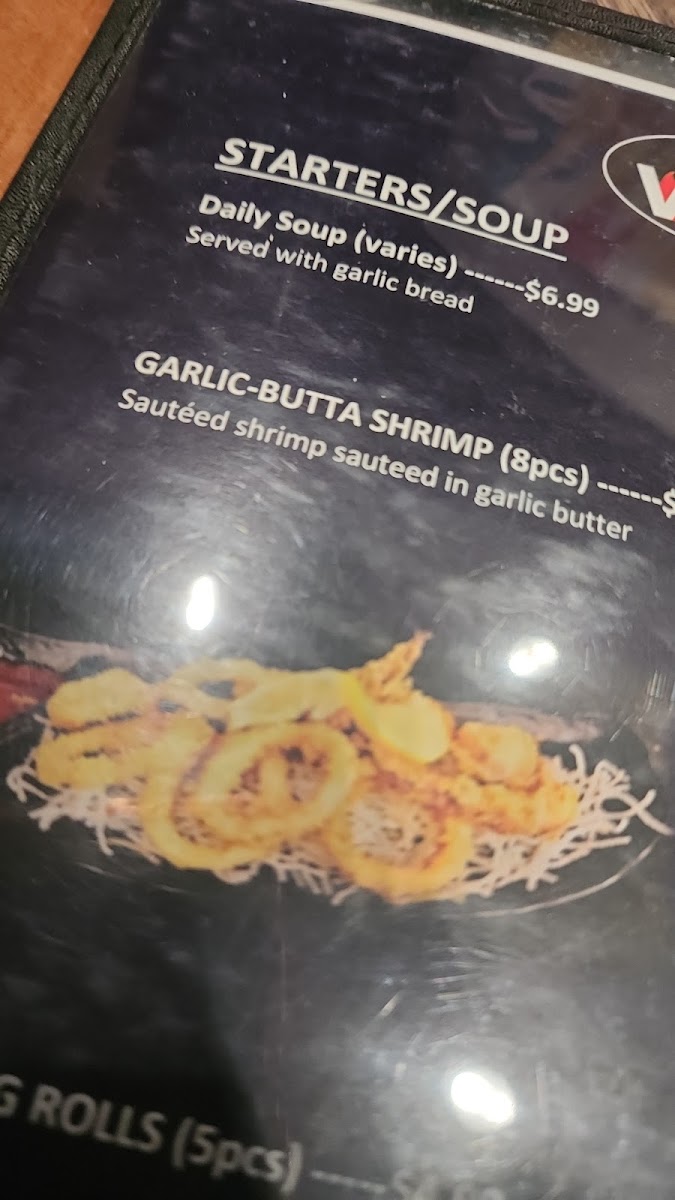 STARTERS/SOUP
Daily Soup (varies) ------$6.99
Served with garlic bread
GARLIC-BUTTA SHRIMP (8pcs) ------$
Sautéed shrimp sauteed in garlic butter
ROLLS (5pcs) -----$